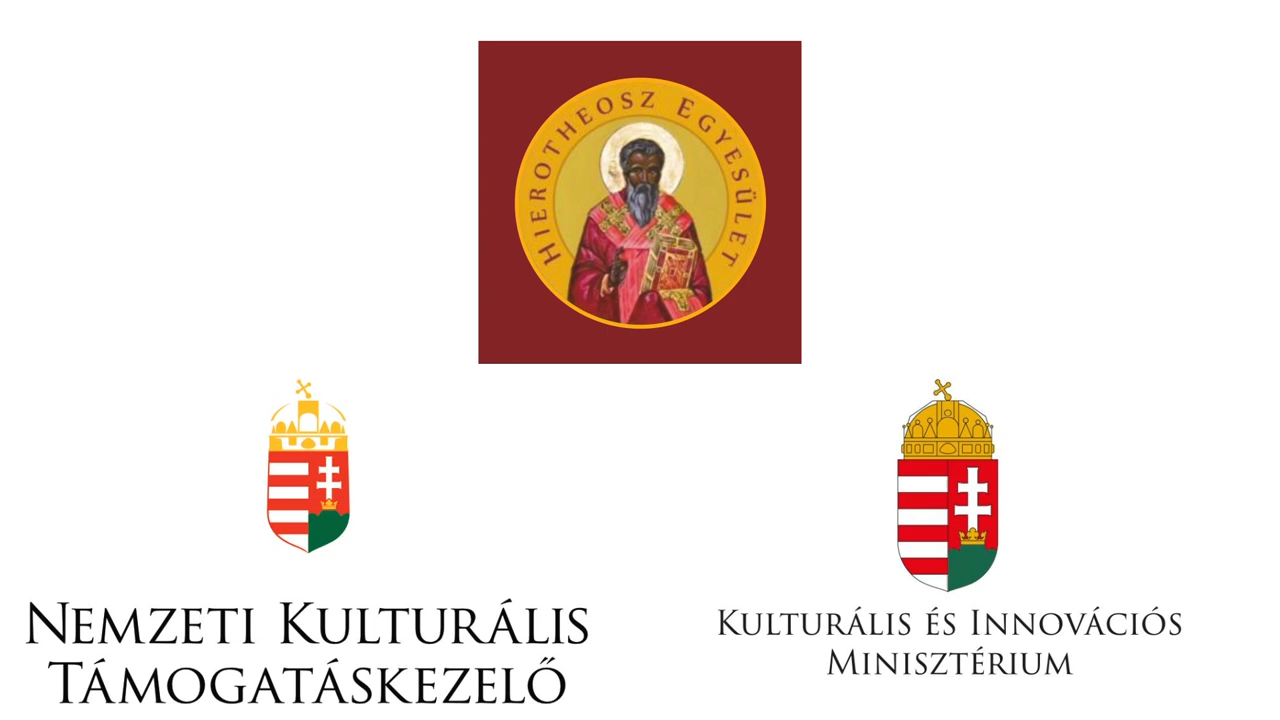 Hierotheosz Egyesület
Nemzeti Kulturális
Támogatáskezelő
Kulturális és Innovációs
Minisztérium